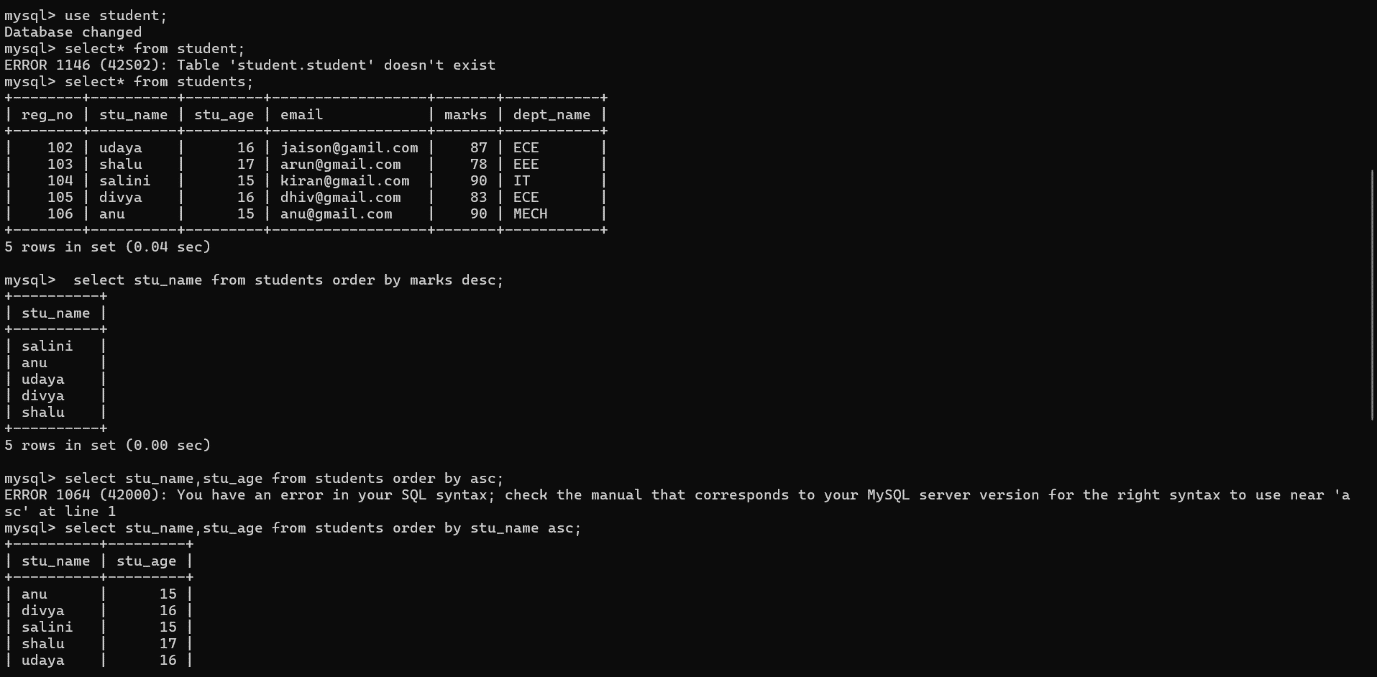 mysql> use student;
Database changed
mysql> select* from student;
ERROR 1146 (42S02): Table 'student.student' doesn't exist
mysql> select* from students;
+--------+----------+---------+------------------+-------+-----------+
| reg_no | stu_name | stu_age | email            | marks | dept_name |
+--------+----------+---------+------------------+-------+-----------+
|    102 | udaya    |      16 | jaison@gamil.com |    87 | ECE       |
|    103 | shalu    |      17 | arun@gmail.com   |    78 | EEE       |
|    104 | salini   |      15 | kiran@gmail.com  |    90 | IT        |
|    105 | divya    |      16 | dhiv@gmail.com   |    83 | ECE       |
|    106 | anu      |      15 | anu@gmail.com    |    90 | MECH      |
+--------+----------+---------+------------------+-------+-----------+
5 rows in set (0.04 sec)

mysql>  select stu_name from students order by marks desc;
+----------+
| stu_name |
+----------+
| salini   |
| anu      |
| udaya    |
| divya    |
| shalu    |
+----------+
5 rows in set (0.00 sec)

mysql> select stu_name,stu_age from students order by asc;
ERROR 1064 (42000): You have an error in your SQL syntax; check the manual that corresponds to your MySQL server version for the right syntax to use near 'a
sc' at line 1
mysql> select stu_name,stu_age from students order by stu_name asc;
+----------+---------+
| stu_name | stu_age |
+----------+---------+
| anu      |      15 |
| divya    |      16 |
| salini   |      15 |
| shalu    |      17 |
| udaya    |      16 |